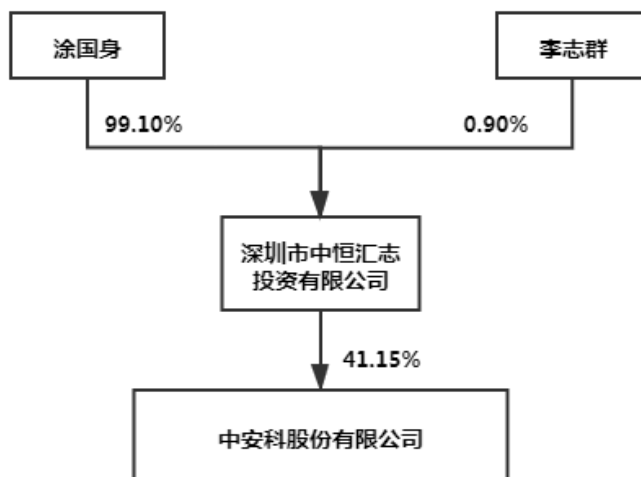 涂国身
李志群
99.10%
0.90%
深圳市中恒汇志
投资有限公司
41.15%
中安科股份有限公司